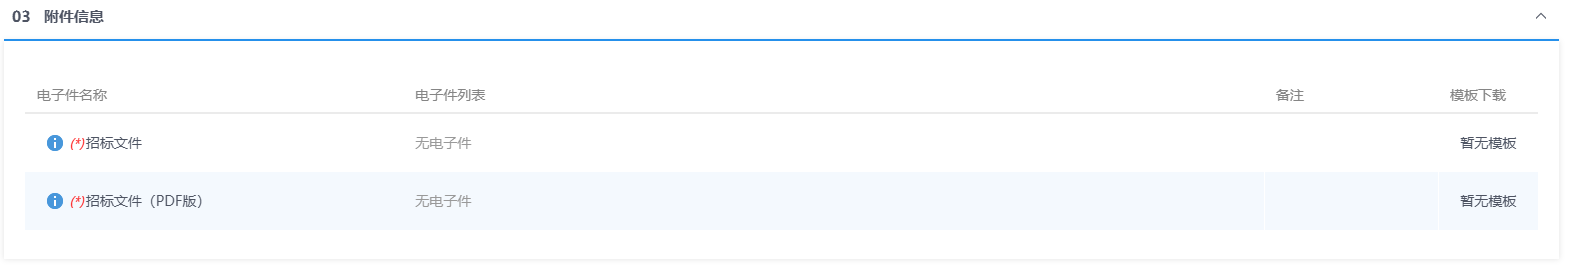 03 附件信息
电子件名称 电子件列表 备注 模板下载
(*)招标文件 无电子件 暂无模板
(*)招标文件（PDF版） 无电子件 暂无模板